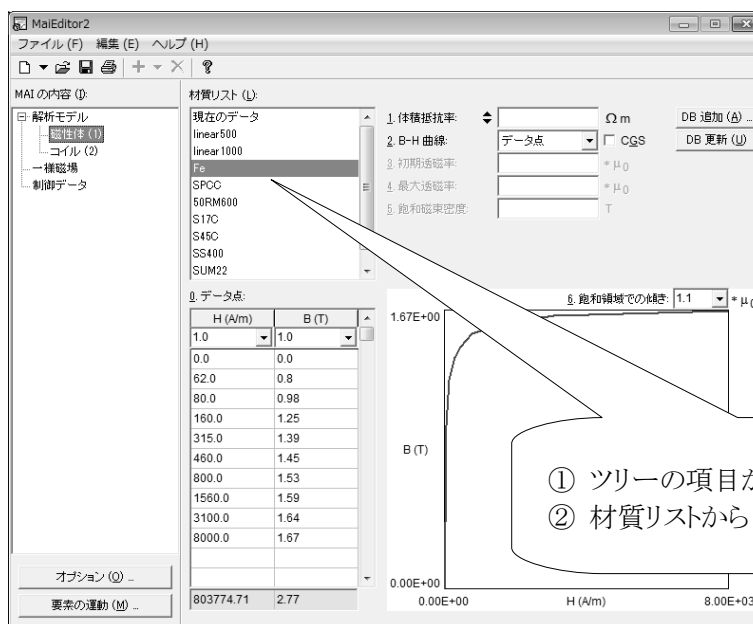 MaiEditor2
ファイル (F) 編集 (E) ヘルプ (H)
MAI の内容 (I):
解析モデル
磁性体 (1)
コイル (2)
一様磁場
制御データ
オプション (O) ...
要素の運動 (M) ...
材質リスト (L):
現在のデータ
linear500
linear1000
Fe
SPCC
50RM600
S17C
S45C
SS400
SUM22
1. 体積抵抗率: Ω m
2. B-H 曲線: データ点 CGS
3. 初期透磁率: * μ0
4. 最大透磁率: * μ0
5. 飽和磁束密度: T
DB 追加 (A) ...
DB 更新 (U)
0. データ点:
H (A/m) B (T)
1.0 1.0
0.0 0.0
62.0 0.8
80.0 0.98
160.0 1.25
315.0 1.39
460.0 1.45
800.0 1.53
1560.0 1.59
3100.0 1.64
8000.0 1.67
803774.71 2.77
6. 飽和領域での傾き: 1.1 * μ0
1.67E+00
B (T)
0.00E+00
0.00E+00 H (A/m) 8.00E+03
① ツリーの項目か
② 材質リストから